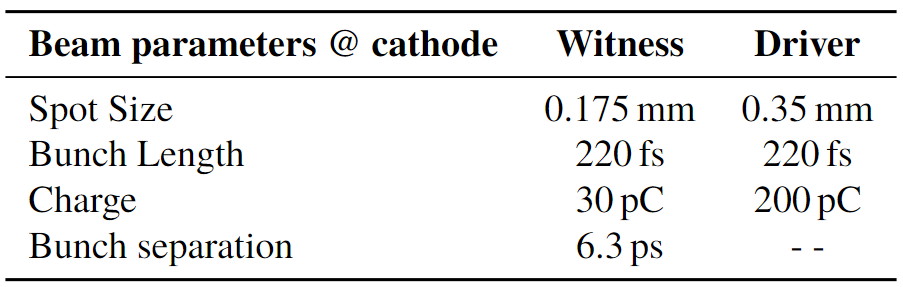 Beam parameters @ cathode Witness Driver
Spot Size 0.175 mm 0.35 mm
Bunch Length 220 fs 220 fs
Charge 30 pC 200 pC
Bunch separation 6.3 ps - -